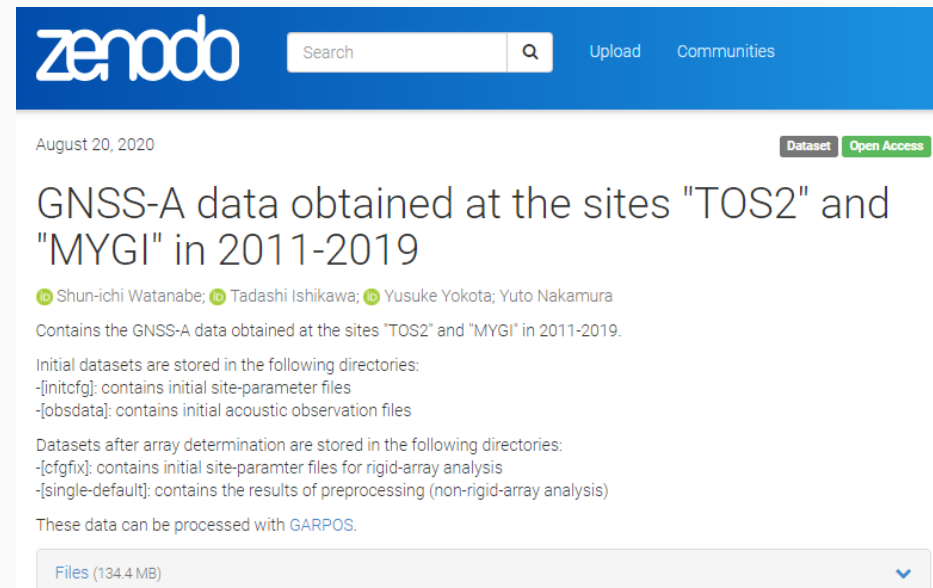 zenodo
Search
Upload
Communities
August 20, 2020
Dataset
Open Access
GNSS-A data obtained at the sites "TOS2" and
"MYGI" in 2011-2019
iD Shun-ichi Watanabe; iD Tadashi Ishikawa; iD Yusuke Yokota; Yuto Nakamura
Contains the GNSS-A data obtained at the sites "TOS2" and "MYGI" in 2011-2019.
Initial datasets are stored in the following directories:
-[initcfg]: contains initial site-parameter files
-[obsdata]: contains initial acoustic observation files
Datasets after array determination are stored in the following directories:
-[cfgfix]: contains initial site-paramter files for rigid-array analysis
-[single-default]: contains the results of preprocessing (non-rigid-array analysis)
These data can be processed with GARPOS.
Files (134.4 MB)